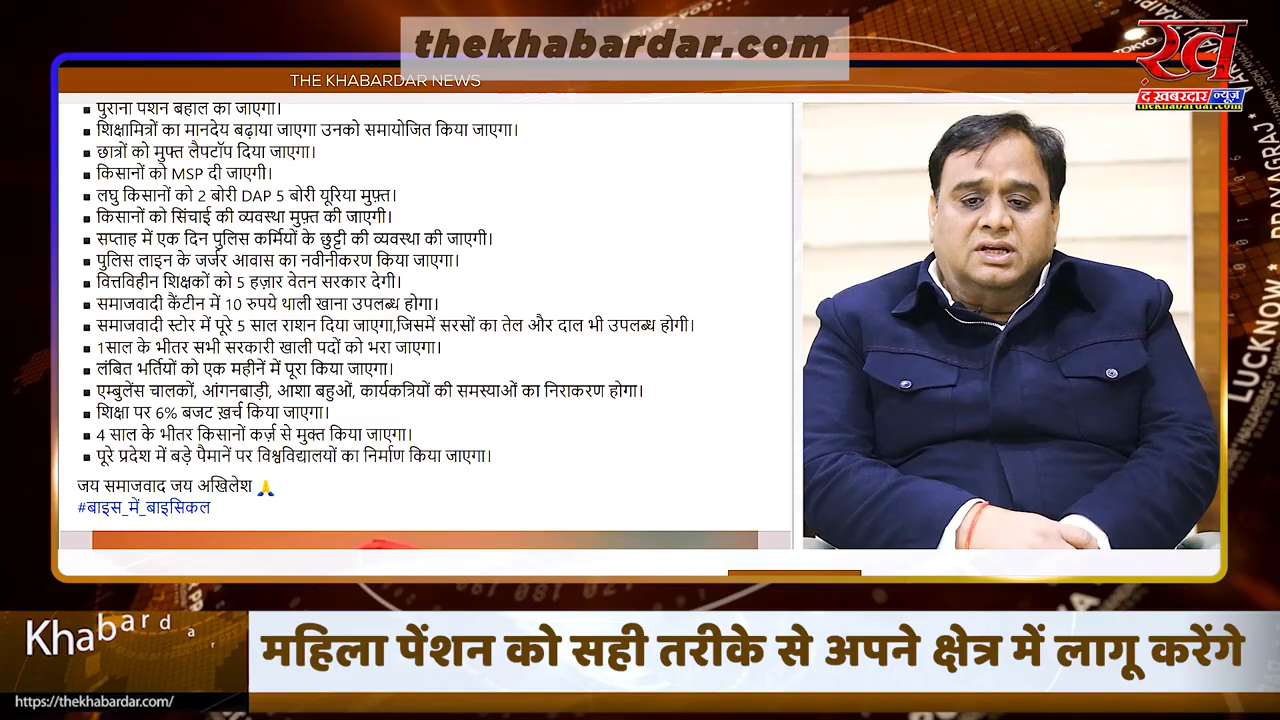 thekhabardar.com
THE KHABARDAR NEWS
रव
द ख़बरदार न्यूज़
thekhabardar.com
पुरानी पेंशन बहाल की जाएगी।
शिक्षामित्रों का मानदेय बढ़ाया जाएगा उनको समायोजित किया जाएगा।
छात्रों को मुफ्त लैपटॉप दिया जाएगा।
किसानों को MSP दी जाएगी।
लघु किसानों को 2 बोरी DAP 5 बोरी यूरिया मुफ़्त।
किसानों को सिंचाई की व्यवस्था मुफ़्त की जाएगी।
सप्ताह में एक दिन पुलिस कर्मियों के छुट्टी की व्यवस्था की जाएगी।
पुलिस लाइन के जर्जर आवास का नवीनीकरण किया जाएगा।
वित्तविहीन शिक्षकों को 5 हज़ार वेतन सरकार देगी।
समाजवादी कैंटीन में 10 रुपये थाली खाना उपलब्ध होगा।
समाजवादी स्टोर में पूरे 5 साल राशन दिया जाएगा,जिसमें सरसों का तेल और दाल भी उपलब्ध होगी।
1साल के भीतर सभी सरकारी खाली पदों को भरा जाएगा।
लंबित भर्तियों को एक महीनें में पूरा किया जाएगा।
एम्बुलेंस चालकों, आंगनबाड़ी, आशा बहुओं, कार्यकत्रियों की समस्याओं का निराकरण होगा।
शिक्षा पर 6% बजट ख़र्च किया जाएगा।
4 साल के भीतर किसानों कर्ज़ से मुक्त किया जाएगा।
पूरे प्रदेश में बड़े पैमानें पर विश्वविद्यालयों का निर्माण किया जाएगा।
जय समाजवाद जय अखिलेश 🙏
#बाइस_में_बाइसिकल
TOKYO
LUCKNOW * PRAYAGRAJ *
Khabardar
महिला पेंशन को सही तरीके से अपने क्षेत्र में लागू करेंगे
https://thekhabardar.com/